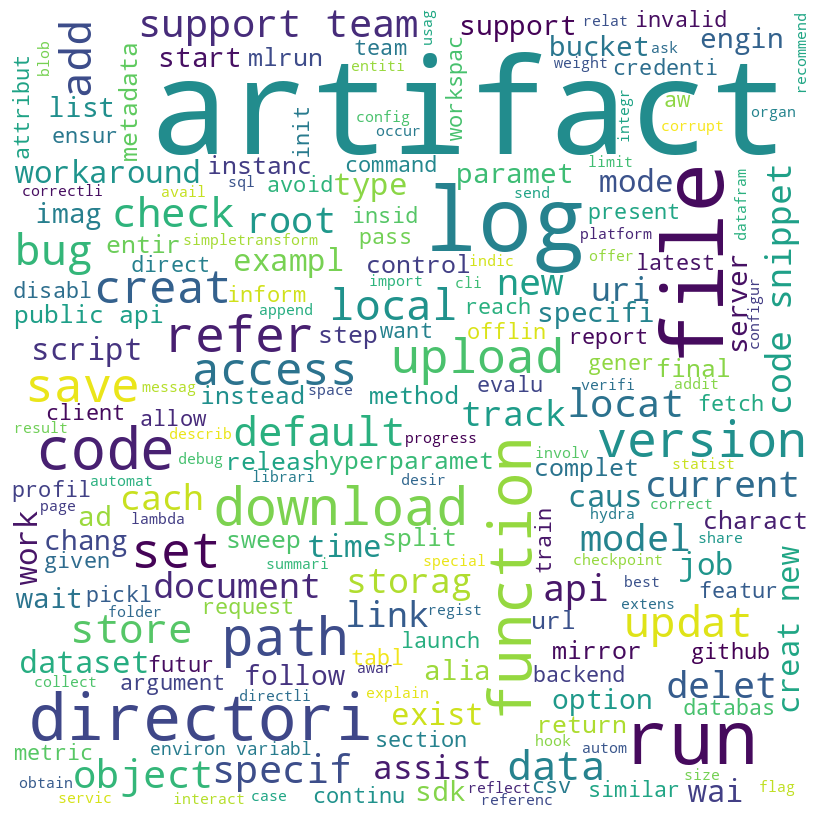 support team
support
relat
invalid
usag
recommend
blob
add
start
mlrun
team
entiti
bucket
ask
engin
weight
credenti
artifact
attribut
list
ensur
metadata
config
occur
init
workspac
integr
aw
corrupt
organ
workaround
instanc
command
limit
correctli
avail
sql
avoid
type
paramet
send
mode
file
datafram
code snippet
imag
check
root
insid
log
present
bug
entir
simpletransform
pass
platform
direct
exampl
control
indic
offer
latest
server
configur
disabl
creat
inform
import
cli
new
uri
public api
append
local
reach
specifi
script
refer
step
want
offlin
report
gener
final
save
messag
access
upload
evalu
verifi
addit
client
allow
instead
space
method
track
locat
fetch
result
code
describ
default
progress
function
involv
version
debug
releas
hyperparamet
complet
statist
profil
automat
cach
librari
desir
caus
current
page
ad
lambda
download
train
hydra
correct
charact
work
chang
set
sweep
time
split
model
share
given
summari
special
checkpoint
job
wait
pickl
document
storag
api
best
featur
creat new
folder
request
link
regist
url
extens
updat
store
path
launch
mirror
github
dataset
futur
tabl
awar
alia
backend
delet
collect
argument
follow
directli
explain
exist
option
databas
directori
return
run
metric
environ variabl
section
hook
autom
object
specif
assist
data
size
obtain
continu
sdk
reflect
csv
similar
wai
flag
servic
interact
case
referenc